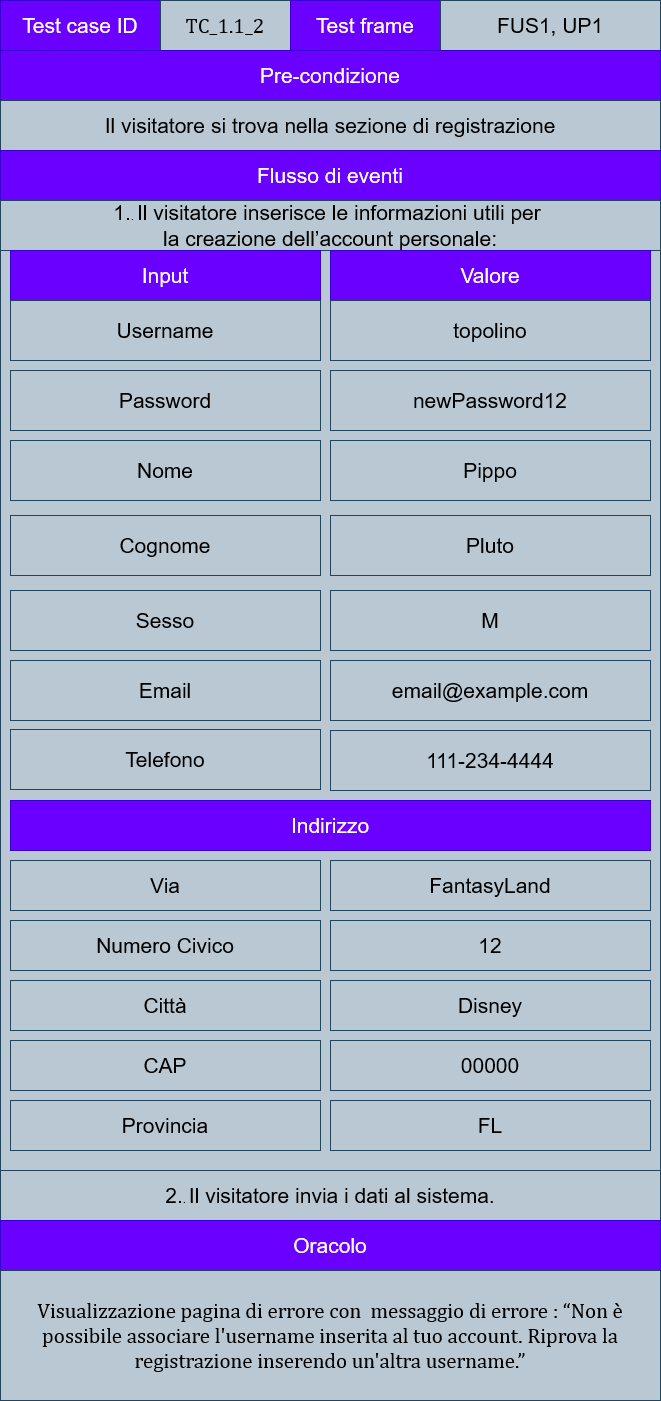 Test case ID TC_1.1_2 Test frame FUS1, UP1
Pre-condizione
Il visitatore si trova nella sezione di registrazione
Flusso di eventi
1. Il visitatore inserisce le informazioni utili per
la creazione dell’account personale:
Input Valore
Username topolino
Password newPassword12
Nome Pippo
Cognome Pluto
Sesso M
Email email@example.com
Telefono 111-234-4444
Indirizzo
Via FantasyLand
Numero Civico 12
Città Disney
CAP 00000
Provincia FL
2. Il visitatore invia i dati al sistema.
Oracolo
Visualizzazione pagina di errore con messaggio di errore : “Non è
possibile associare l'username inserita al tuo account. Riprova la
registrazione inserendo un'altra username.”